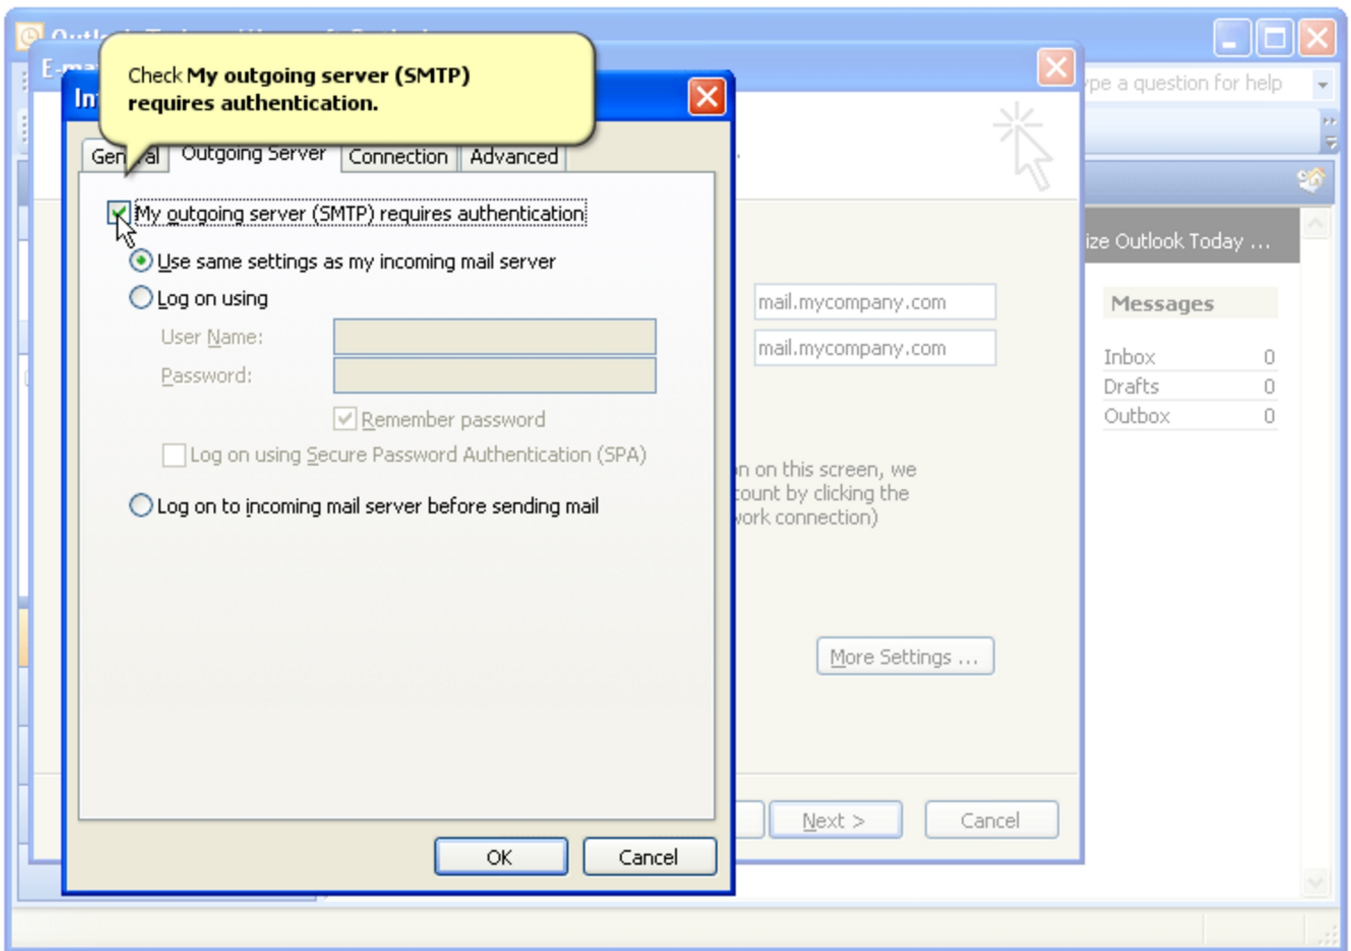 Check My outgoing server (SMTP)
requires authentication.
General
Outgoing Server
Connection
Advanced
My outgoing server (SMTP) requires authentication
Use same settings as my incoming mail server
Log on using
User Name:
Password:
Remember password
Log on using Secure Password Authentication (SPA)
Log on to incoming mail server before sending mail
OK
Cancel
mail.mycompany.com
mail.mycompany.com
on this screen, we
by clicking the
connection)
More Settings ...
Next >
Cancel
a question for help
Outlook Today ...
Messages
Inbox 0
Drafts 0
Outbox 0